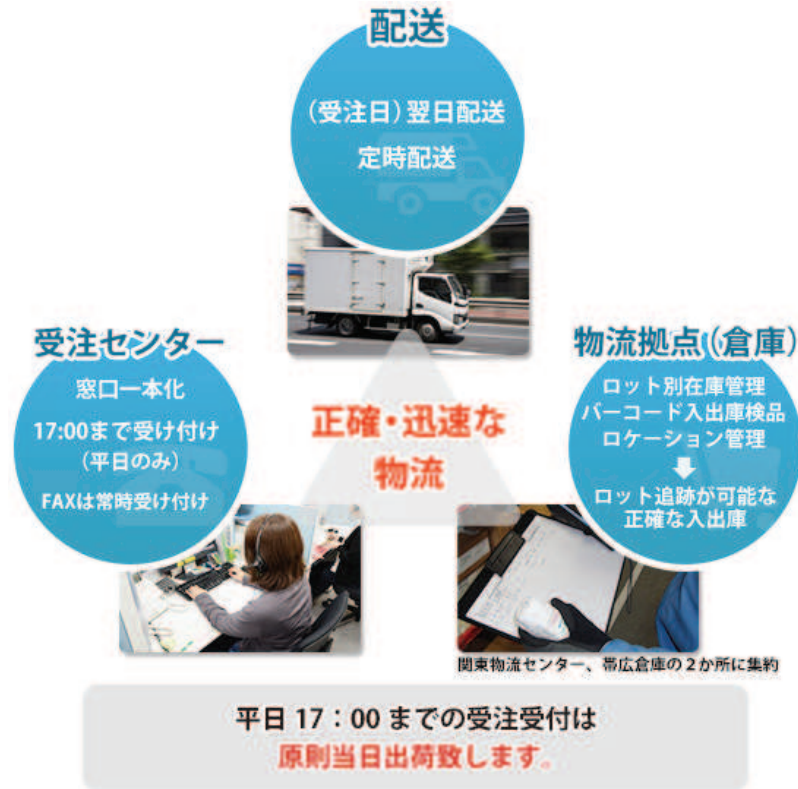 配送
(受注日)翌日配送
定時配送
受注センター
窓口一本化
17:00まで受け付け
(平日のみ)
FAXは常時受け付け
正確・迅速な
物流
物流拠点(倉庫)
ロット別在庫管理
バーコード入出庫検品
ロケーション管理
ロット追跡が可能な
正確な入出庫
関東物流センター、帯広倉庫の2か所に集約
平日 17:00 までの受注受付は
原則当日出荷致します。